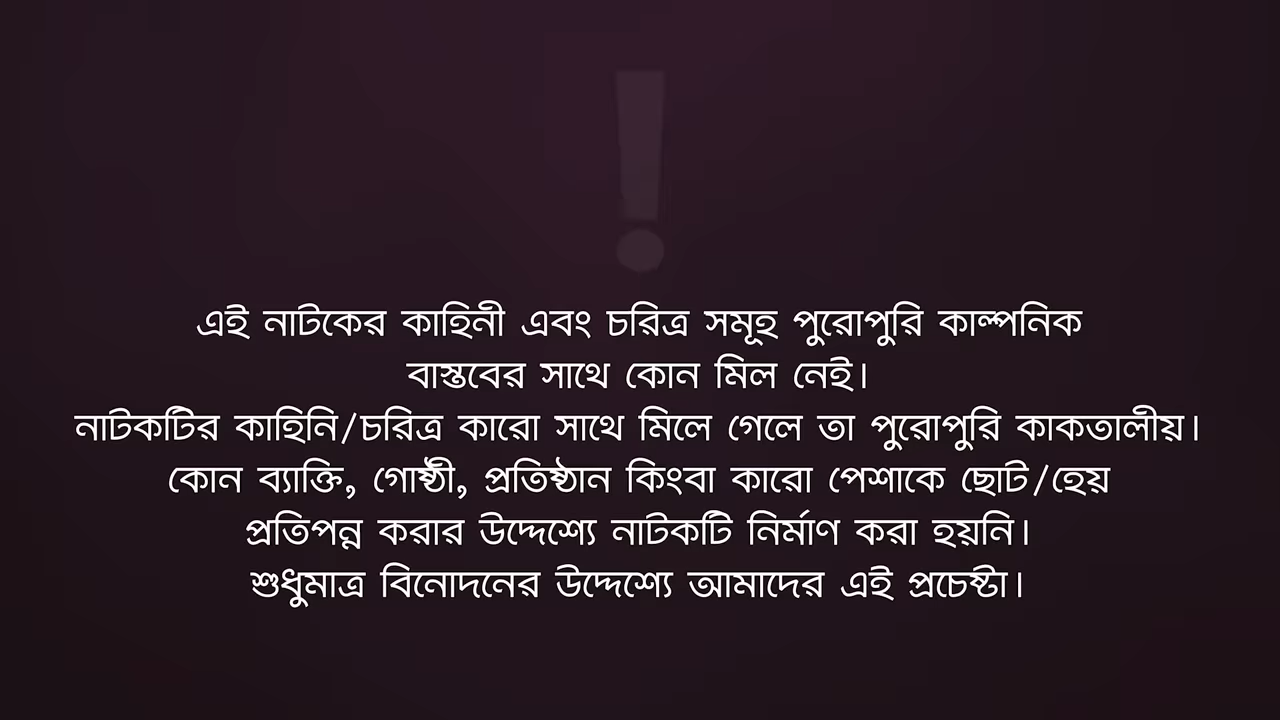 এই নাটকের কাহিনী এবং চরিত্র সমূহ পুরোপুরি কাল্পনিক
বাস্তবের সাথে কোন মিল নেই।
নাটকটির কাহিনি/চরিত্র কারো সাথে মিলে গেলে তা পুরোপুরি কাকতালীয়।
কোন ব্যাক্তি, গোষ্ঠী, প্রতিষ্ঠান কিংবা কারো পেশাকে ছোট/হেয়
প্রতিপন্ন করার উদ্দেশ্যে নাটকটি নির্মাণ করা হয়নি।
শুধুমাত্র বিনোদনের উদ্দেশ্যে আমাদের এই প্রচেষ্টা।